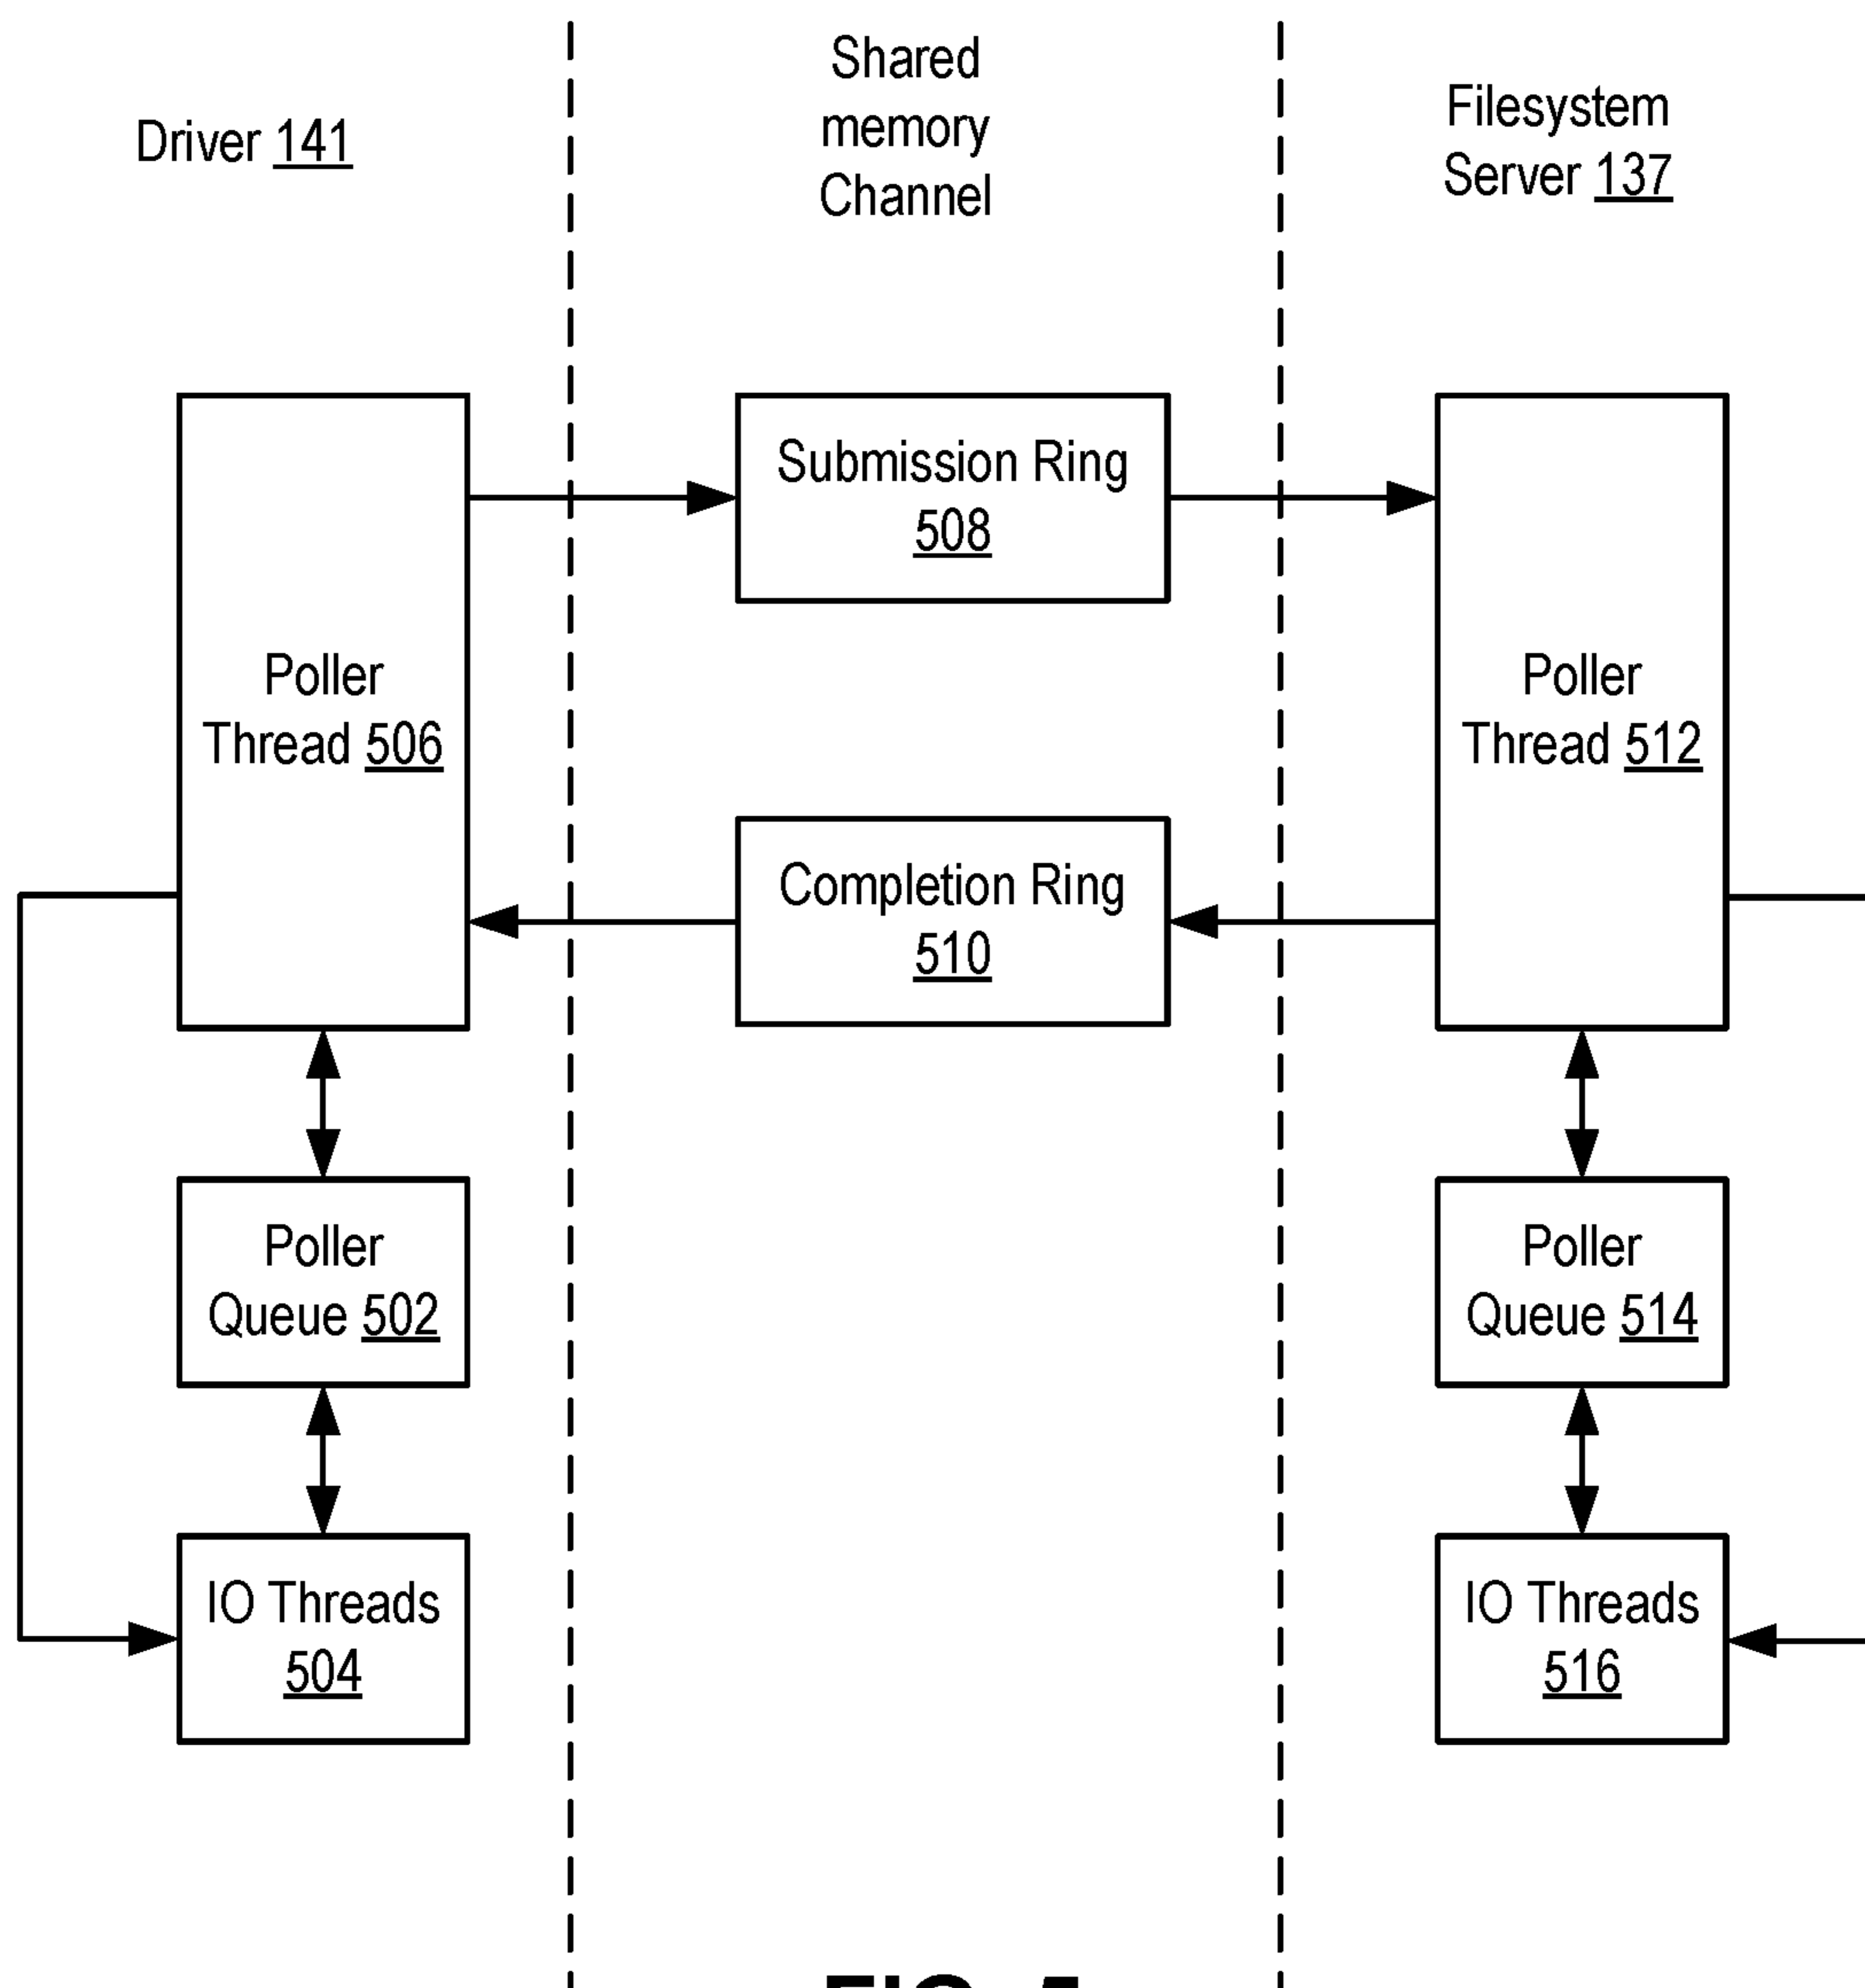 Driver 141
Shared
memory
Channel
Filesystem
Server 137
Submission Ring
508
Poller
Thread 506
Poller
Thread 512
Completion Ring
510
Poller
Queue 502
Poller
Queue 514
IO Threads
504
IO Threads
516